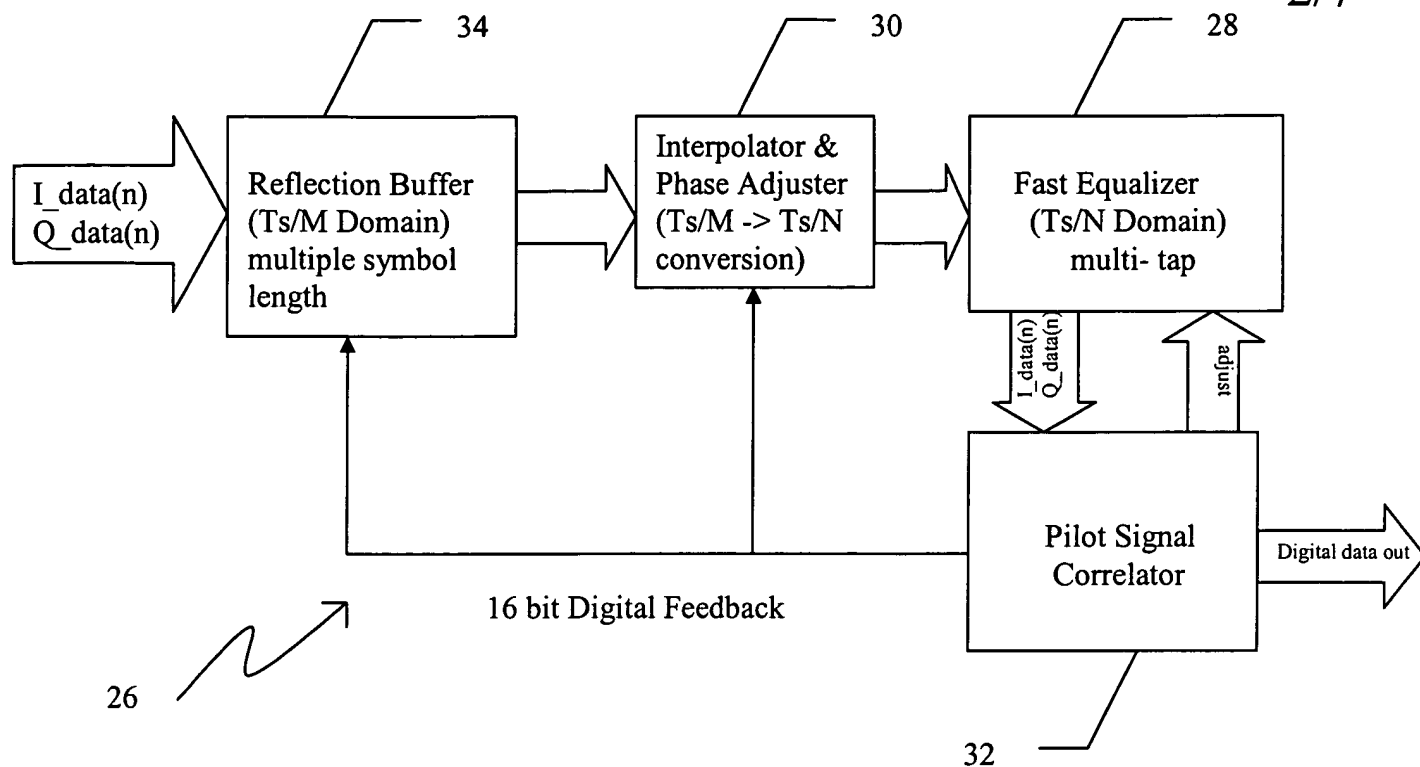 34
30
28
I_data(n)
Q_data(n)
Reflection Buffer
(Ts/M Domain)
multiple symbol
length
Interpolator &
Phase Adjuster
(Ts/M -> Ts/N
conversion)
Fast Equalizer
(Ts/N Domain)
multi- tap
I_data(n)
Q_data(n)
adjust
Pilot Signal
Correlator
Digital data out
16 bit Digital Feedback
26
32